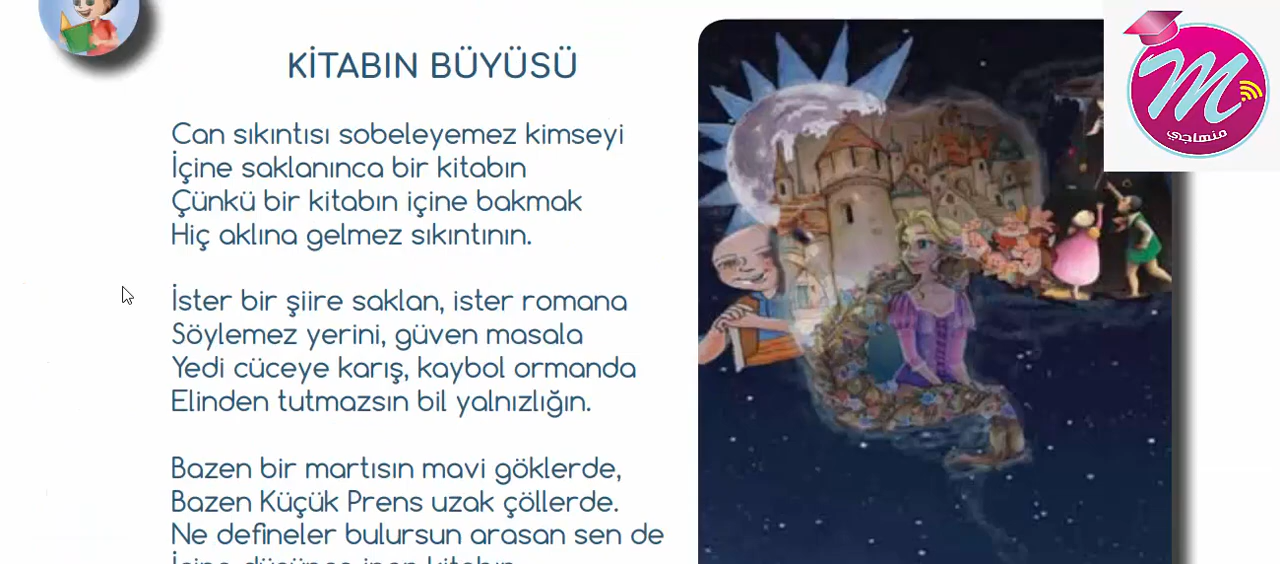 KİTABIN BÜYÜSÜ
Can sıkıntısı sobeleyemez kimseyi
İçine saklanınca bir kitabın
Çünkü bir kitabın içine bakmak
Hiç aklına gelmez sıkıntının.
İster bir şiire saklan, ister romana
Söylemez yerini, güven masala
Yedi cüceye karış, kaybol ormanda
Elinden tutmazsın bil yalnızlığın.
Bazen bir martısın mavi göklerde,
Bazen Küçük Prens uzak çöllerde.
Ne defineler bulursun arasan sen de
M
منهاجي